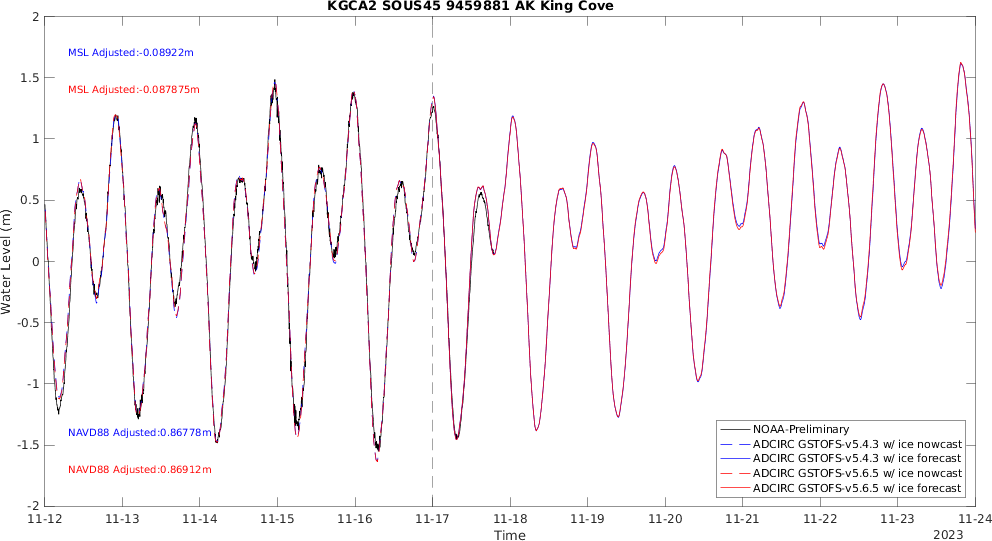 KGCA2 SOUS45 9459881 AK King Cove
2
1.5
1
0.5
0
-0.5
-1
-1.5
-2
Water Level (m)
MSL Adjusted:-0.08922m
MSL Adjusted:-0.087875m
NAVD88 Adjusted:0.86778m
NAVD88 Adjusted:0.86912m
NOAA-Preliminary
ADCIRC GSTOFS-v5.4.3 w/ ice nowcast
ADCIRC GSTOFS-v5.4.3 w/ ice forecast
ADCIRC GSTOFS-v5.6.5 w/ ice nowcast
ADCIRC GSTOFS-v5.6.5 w/ ice forecast
11-12 11-13 11-14 11-15 11-16 11-17 11-18 11-19 11-20 11-21 11-22 11-23 11-24
Time
2023